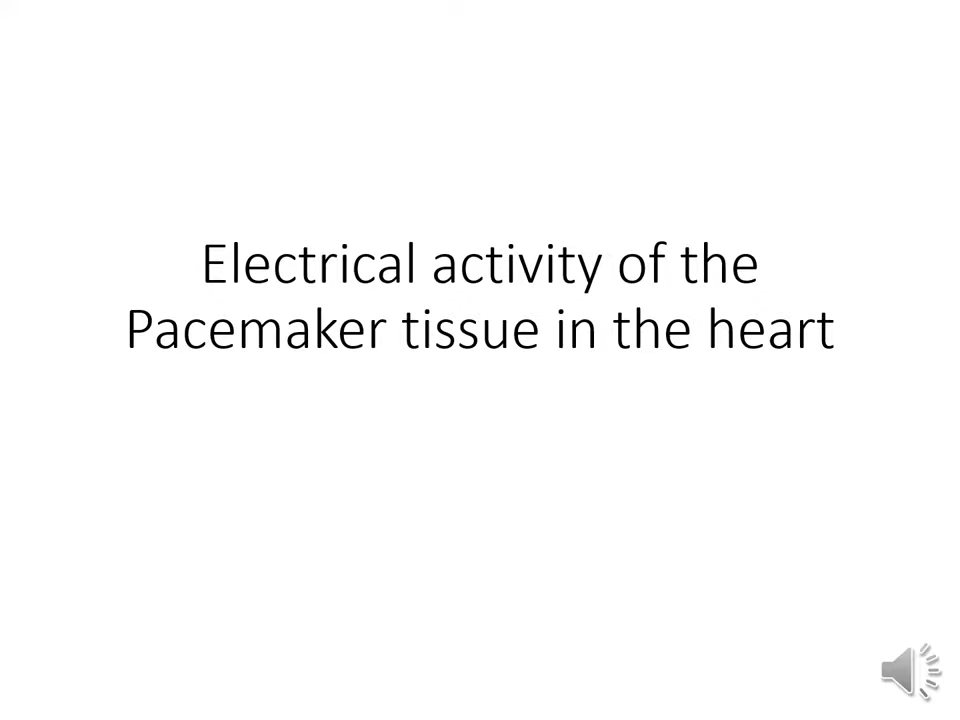 Electrical activity of the
Pacemaker tissue in the heart